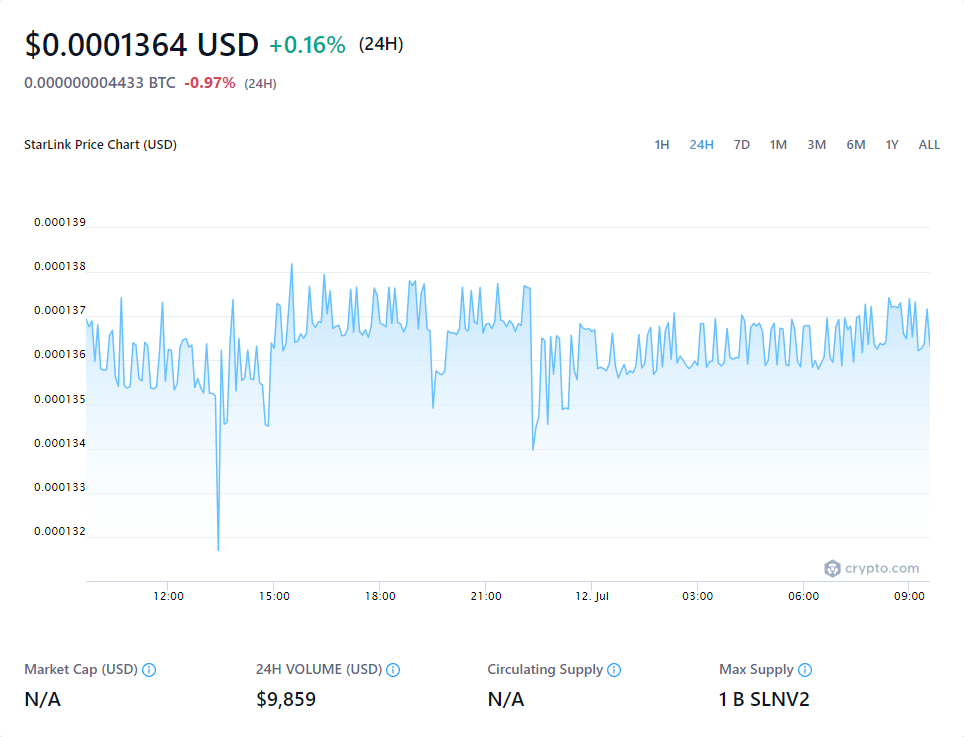 $0.0001364 USD +0.16% (24H)
0.000000004433 BTC -0.97% (24H)
StarLink Price Chart (USD) 1H 24H 7D 1M 3M 6M 1Y ALL
0.000139
0.000138
0.000137
0.000136
0.000135
0.000134
0.000133
0.000132
crypto.com
12:00 15:00 18:00 21:00 12. Jul 03:00 06:00 09:00
Market Cap (USD) 24H VOLUME (USD) Circulating Supply Max Supply
N/A $9,859 N/A 1 B SLNV2